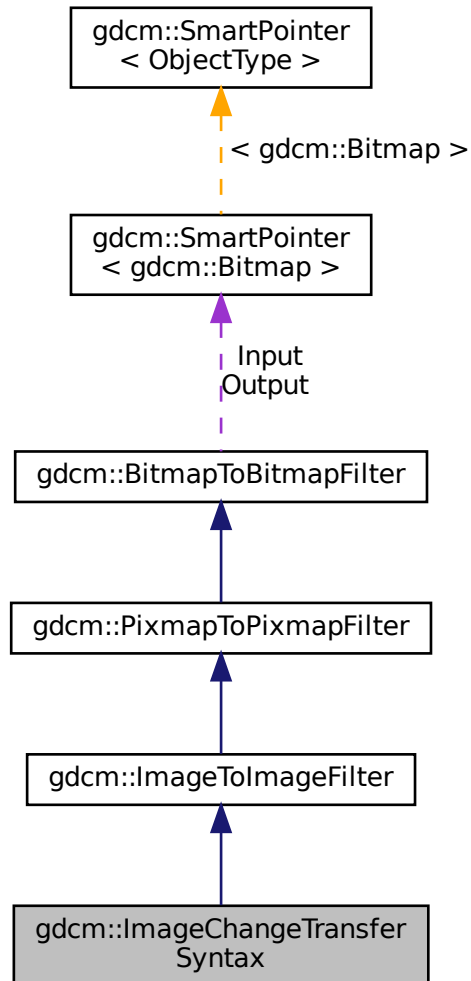 gdcm::SmartPointer
< ObjectType >
< gdcm::Bitmap >
gdcm::SmartPointer
< gdcm::Bitmap >
Input
Output
gdcm::BitmapToBitmapFilter
gdcm::PixmapToPixmapFilter
gdcm::ImageToImageFilter
gdcm::ImageChangeTransfer
Syntax